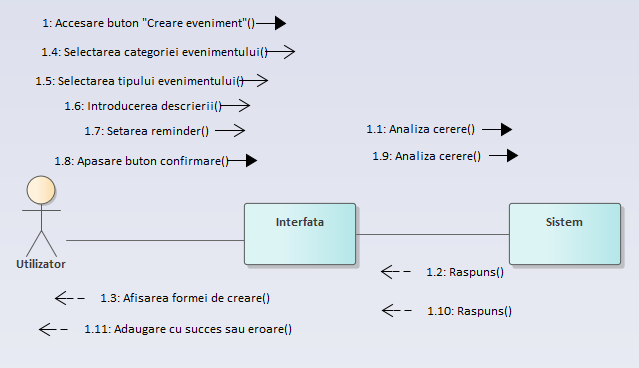 1: Accesare buton "Creare eveniment"()
1.4: Selectarea categoriei evenimentului()
1.5: Selectarea tipului evenimentului()
1.6: Introducerea descrierii()
1.7: Setarea reminder()
1.1: Analiza cerere()
1.8: Apasare buton confirmare()
1.9: Analiza cerere()
Interfata
Sistem
Utilizator
1.2: Raspuns()
1.3: Afisarea formei de creare()
1.10: Raspuns()
1.11: Adaugare cu succes sau eroare()